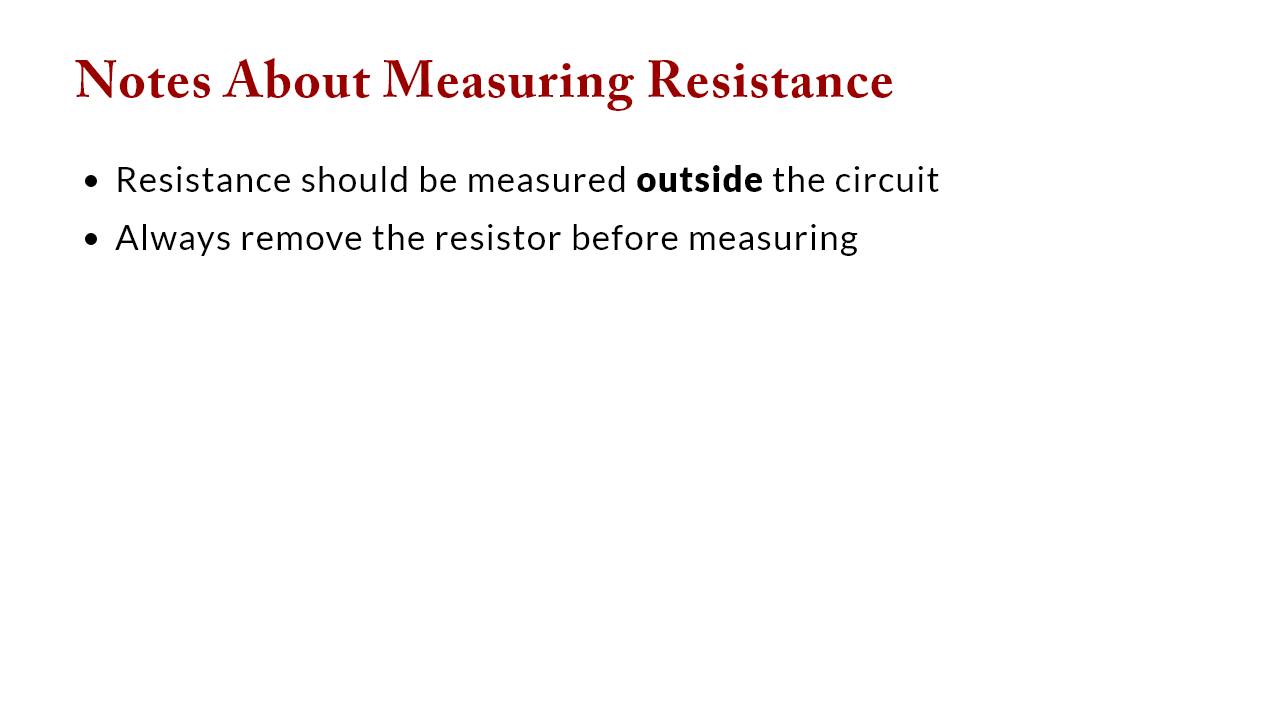 Notes About Measuring Resistance
• Resistance should be measured outside the circuit
• Always remove the resistor before measuring